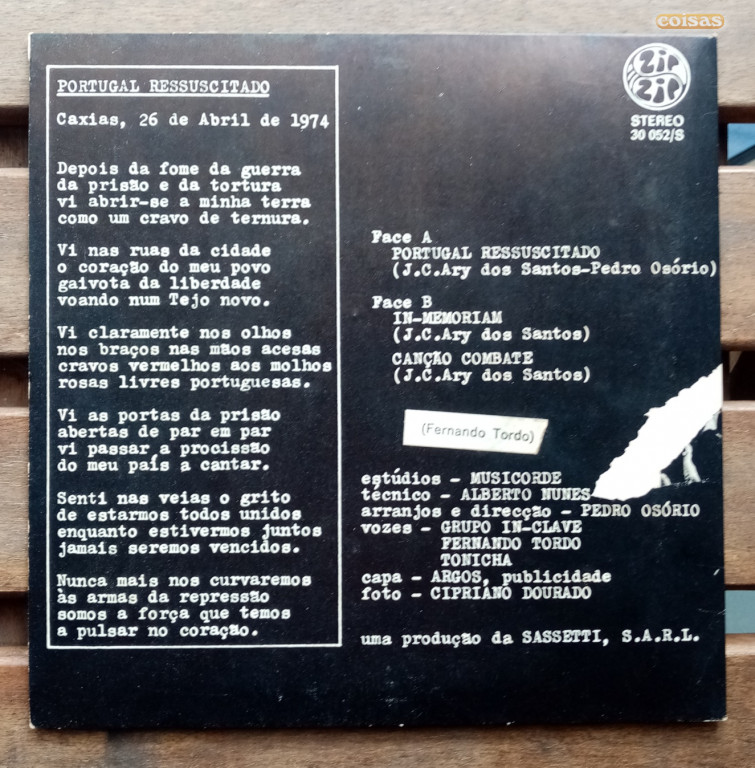 coisas
PORTUGAL RESSUSCITADO
Caxias, 26 de Abril de 1974
Depois da fome da guerra
da prisão e da tortura
vi abrir-se a minha terra
como um cravo de ternura.
Vi nas ruas da cidade
o coração do meu povo
gaivota da liberdade
voando num Tejo novo.
Vi claramente nos olhos
nos braços nas mãos acesas
cravos vermelhos aos molhos
rosas livres portuguesas.
Vi as portas da prisão
abertas de par em par
vi passar a procissão
do meu país a cantar.
Senti nas veias o grito
de estarmos todos unidos
enquanto estivermos juntos
jamais seremos vencidos.
Nunca mais nos curvaremos
às armas da repressão
somos a força que temos
a pulsar no coração.
zip
zip
STEREO
30 052/S
Face A
PORTUGAL RESSUSCITADO
(J.C.Ary dos Santos-Pedro Osório)
Face B
IN-MEMORIAM
(J.C.Ary dos Santos)
CANÇÃO COMBATE
(J.C.Ary dos Santos)
(Fernando Tordo)
estúdios - MUSICORDE
técnico - ALBERTO NUNES
arranjos e direcção - PEDRO OSÓRIO
vozes - GRUPO IN-CLAVE
FERNANDO TORDO
TONICHA
capa - ARGOS, publicidade
foto - CIPRIANO DOURADO
uma produção da SASSETTI, S.A.R.L.